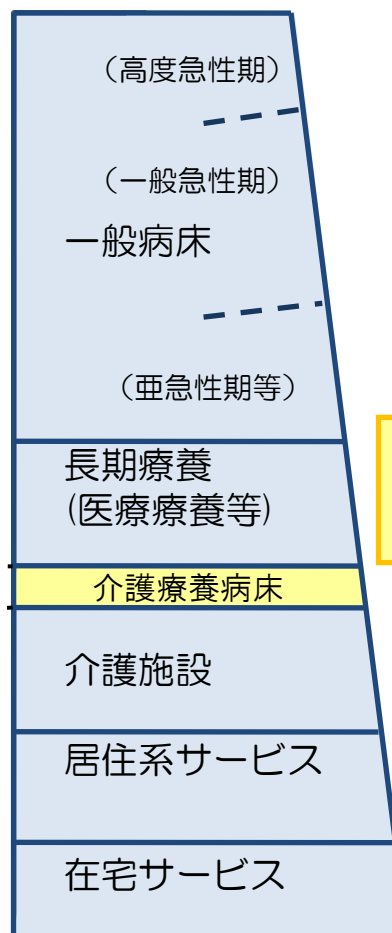 （高度急性期）
（一般急性期）
一般病床
（亜急性期等）
長期療養
(医療療養等)
介護療養病床
介護施設
居住系サービス
在宅サービス